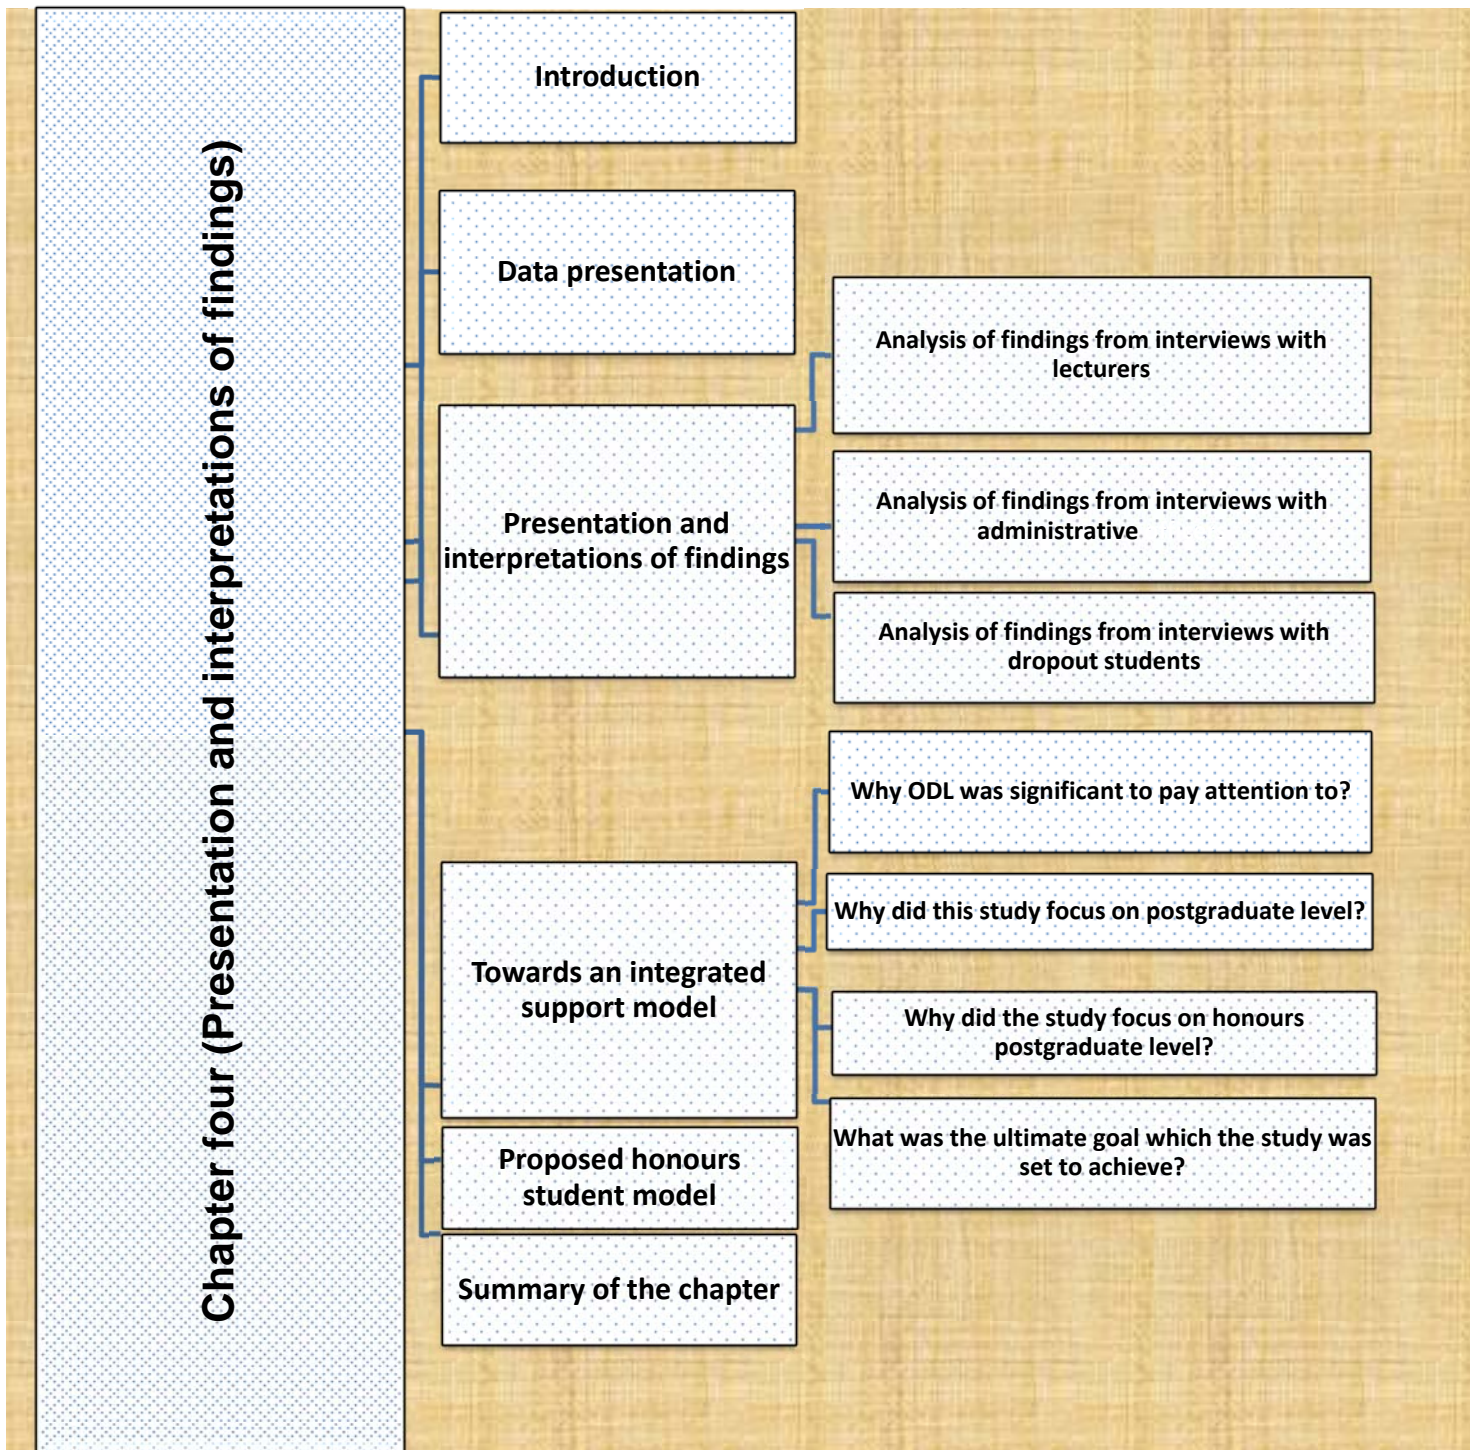 Chapter four (Presentation and interpretations of findings)
Introduction
Data presentation
Presentation and
interpretations of findings
Analysis of findings from interviews with
lecturers
Analysis of findings from interviews with
administrative
Analysis of findings from interviews with
dropout students
Towards an integrated
support model
Why ODL was significant to pay attention to?
Why did this study focus on postgraduate level?
Why did the study focus on honours
postgraduate level?
What was the ultimate goal which the study was
set to achieve?
Proposed honours
student model
Summary of the chapter